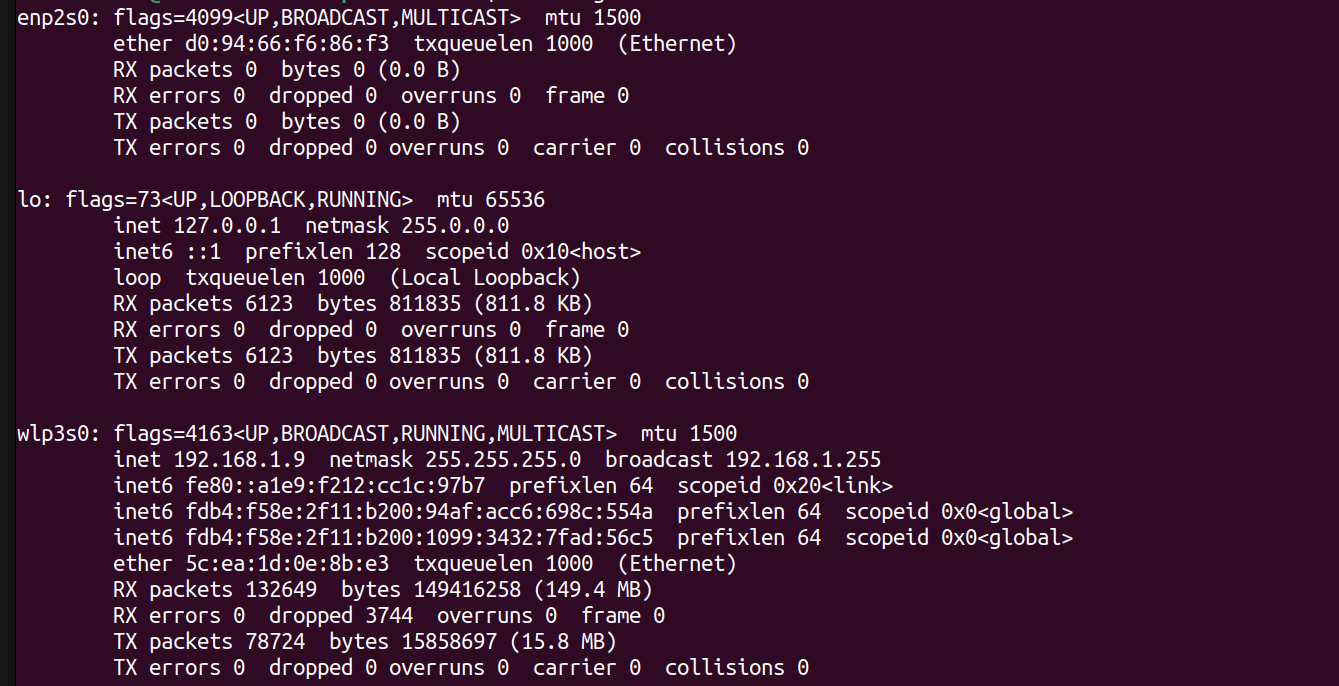 enp2s0: flags=4099<UP,BROADCAST,MULTICAST>  mtu 1500
        ether d0:94:66:f6:86:f3  txqueuelen 1000  (Ethernet)
        RX packets 0  bytes 0 (0.0 B)
        RX errors 0  dropped 0  overruns 0  frame 0
        TX packets 0  bytes 0 (0.0 B)
        TX errors 0  dropped 0 overruns 0  carrier 0  collisions 0

lo: flags=73<UP,LOOPBACK,RUNNING>  mtu 65536
        inet 127.0.0.1  netmask 255.0.0.0
        inet6 ::1  prefixlen 128  scopeid 0x10<host>
        loop  txqueuelen 1000  (Local Loopback)
        RX packets 6123  bytes 811835 (811.8 KB)
        RX errors 0  dropped 0  overruns 0  frame 0
        TX packets 6123  bytes 811835 (811.8 KB)
        TX errors 0  dropped 0 overruns 0  carrier 0  collisions 0

wlp3s0: flags=4163<UP,BROADCAST,RUNNING,MULTICAST>  mtu 1500
        inet 192.168.1.9  netmask 255.255.255.0  broadcast 192.168.1.255
        inet6 fe80::a1e9:f212:cc1c:97b7  prefixlen 64  scopeid 0x20<link>
        inet6 fdb4:f58e:2f11:b200:94af:acc6:698c:554a  prefixlen 64  scopeid 0x0<global>
        inet6 fdb4:f58e:2f11:b200:1099:3432:7fad:56c5  prefixlen 64  scopeid 0x0<global>
        ether 5c:ea:1d:0e:8b:e3  txqueuelen 1000  (Ethernet)
        RX packets 132649  bytes 149416258 (149.4 MB)
        RX errors 0  dropped 3744  overruns 0  frame 0
        TX packets 78724  bytes 15858697 (15.8 MB)
        TX errors 0  dropped 0 overruns 0  carrier 0  collisions 0